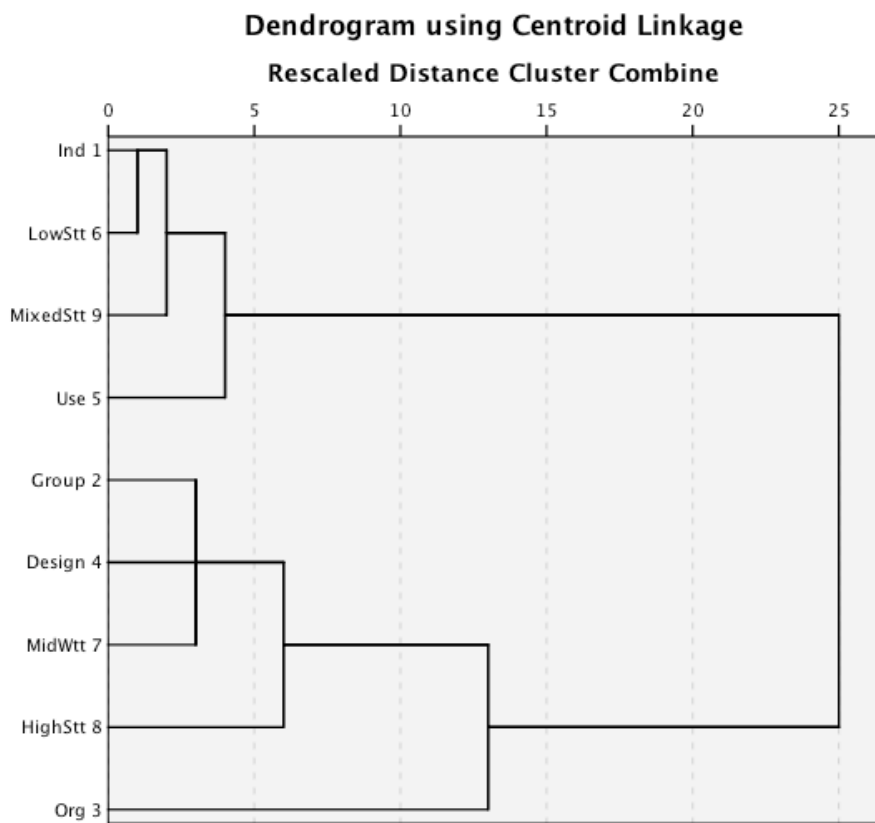 Dendrogram using Centroid Linkage
Rescaled Distance Cluster Combine
0 5 10 15 20 25
Ind 1
LowStt 6
MixedStt 9
Use 5
Group 2
Design 4
MidWtt 7
HighStt 8
Org 3